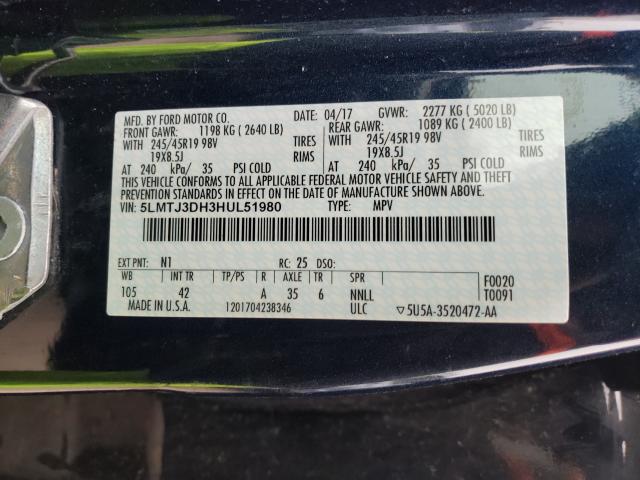 MFD. BY FORD MOTOR CO. DATE: 04/17 GVWR: 2277 KG ( 5020 LB)
FRONT GAWR: 1198 KG ( 2640 LB) REAR GAWR: 1089 KG ( 2400 LB)
WITH 245/45R19 98V TIRES WITH 245/45R19 98V TIRES
19X8.5J RIMS 19X8.5J RIMS
AT 240 kPa/ 35 PSI COLD AT 240 kPa/ 35 PSI COLD
THIS VEHICLE CONFORMS TO ALL APPLICABLE FEDERAL MOTOR VEHICLE SAFETY AND THEFT
PREVENTION STANDARDS IN EFFECT ON THE DATE OF MANUFACTURE SHOWN ABOVE.
VIN: 5LMTJ3DH3HUL51980 TYPE: MPV
EXT PNT: N1 RC: 25 DSO:
WB INT TR TP/PS R AXLE TR SPR F0020
105 42 A 35 6 NNLL T0091
MADE IN U.S.A. 1201704238346 ULC ▽5U5A-3520472-AA